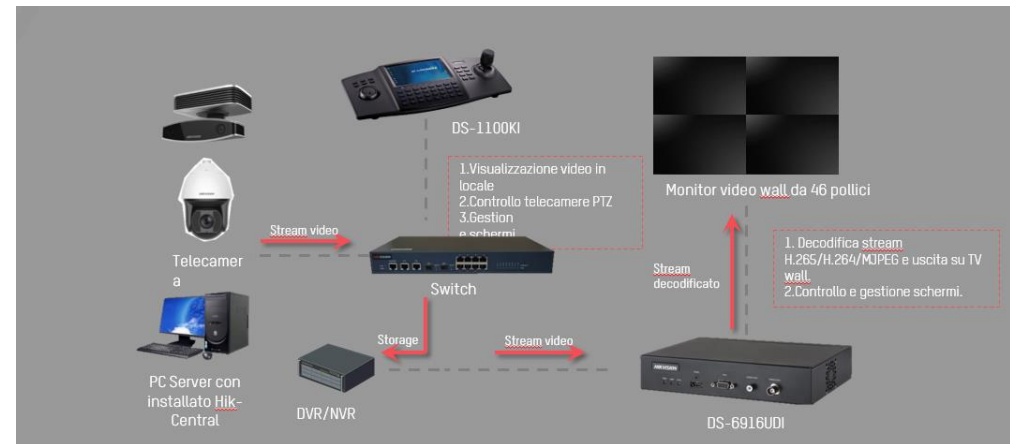 DS-1100KI
1.Visualizzazione video in
locale
2.Controllo telecamere PTZ
3.Gestion
e schermi
Monitor video wall da 46 pollici
Stream video
Telecamer
a
Switch
Stream
decodificato
1. Decodifica stream
H.265/H.264/MJPEG e uscita su TV
wall.
2.Controllo e gestione schermi.
Storage
Stream video
PC Server con
installato Hik-
Central
DVR/NVR
HIKVISION
DS-6916UDI